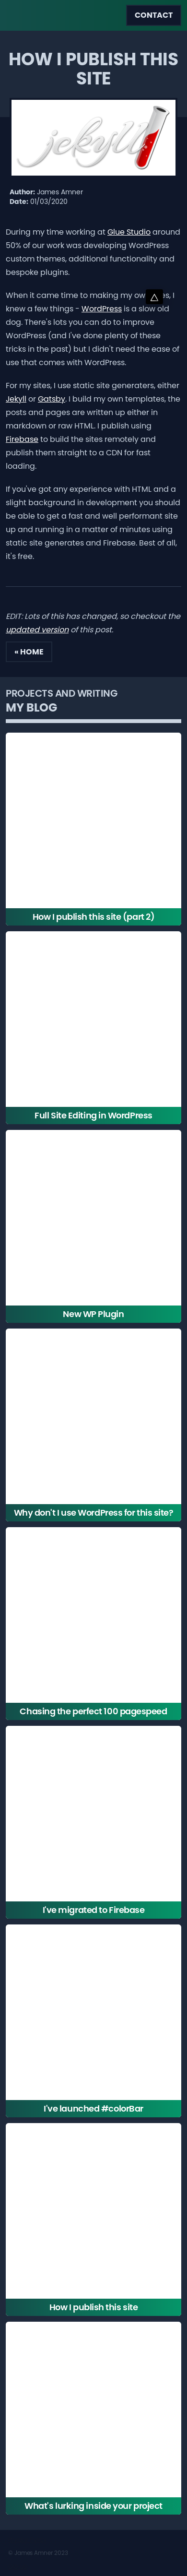 CONTACT
HOW I PUBLISH THIS
SITE
jekyll
Author: James Amner
Date: 01/03/2020
During my time working at Glue Studio around
50% of our work was developing WordPress
custom themes, additional functionality and
bespoke plugins.
When it came to me making my own
knew a few things - WordPress is a slow old
dog. There's lots you can do to improve
WordPress (and I've done plenty of these
tricks in the past) but I didn't need the ease of
use that comes with WordPress.
For my sites, I use static site generators, either
Jekyll or Gatsby. I build my own templates, the
posts and pages pages are run up either in
markdown or raw HTML. I publish using
Firebase to build the sites remotely and
publish them straight to a CDN for fast
loading.
If you've got any experience with HTML and a
slight background in development you should
be able to get a fast and well performant site
up and running in a matter of minutes using
static site generators and Firebase. Best of all,
it's free.
EDIT: Lots of this has changed, so checkout the
updated version of this post.
« HOME
PROJECTS AND WRITING
MY BLOG
How I publish this site (part 2)
Full Site Editing in WordPress
New WP Plugin
Why don't I use WordPress for this site?
Chasing the perfect 100 pagespeed
I've migrated to Firebase
I've launched #colorBar
How I publish this site
What's lurking inside your project